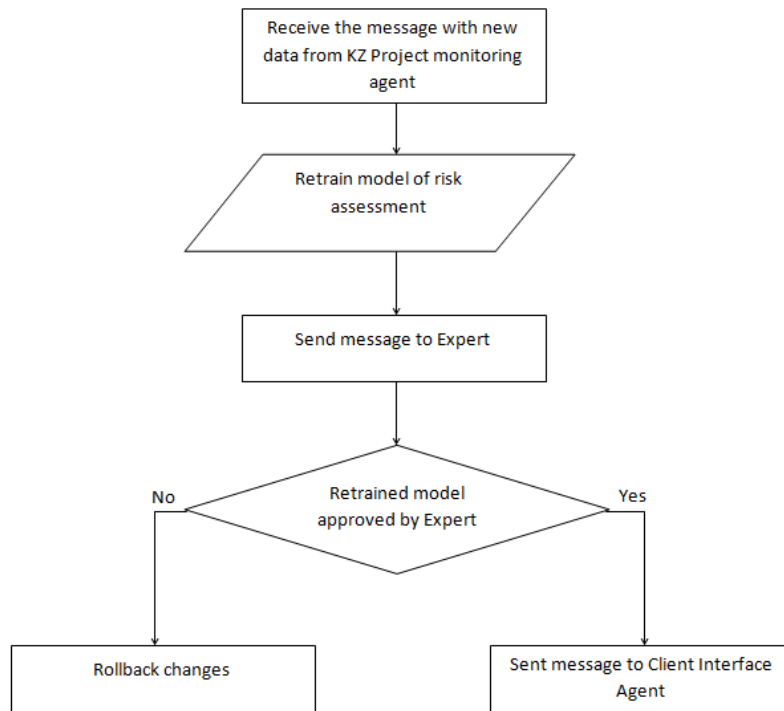 Receive the message with new
data from KZ Project monitoring
agent
Retrain model of risk
assessment
Send message to Expert
Retrained model
approved by Expert
No
Yes
Rollback changes
Sent message to Client Interface
Agent